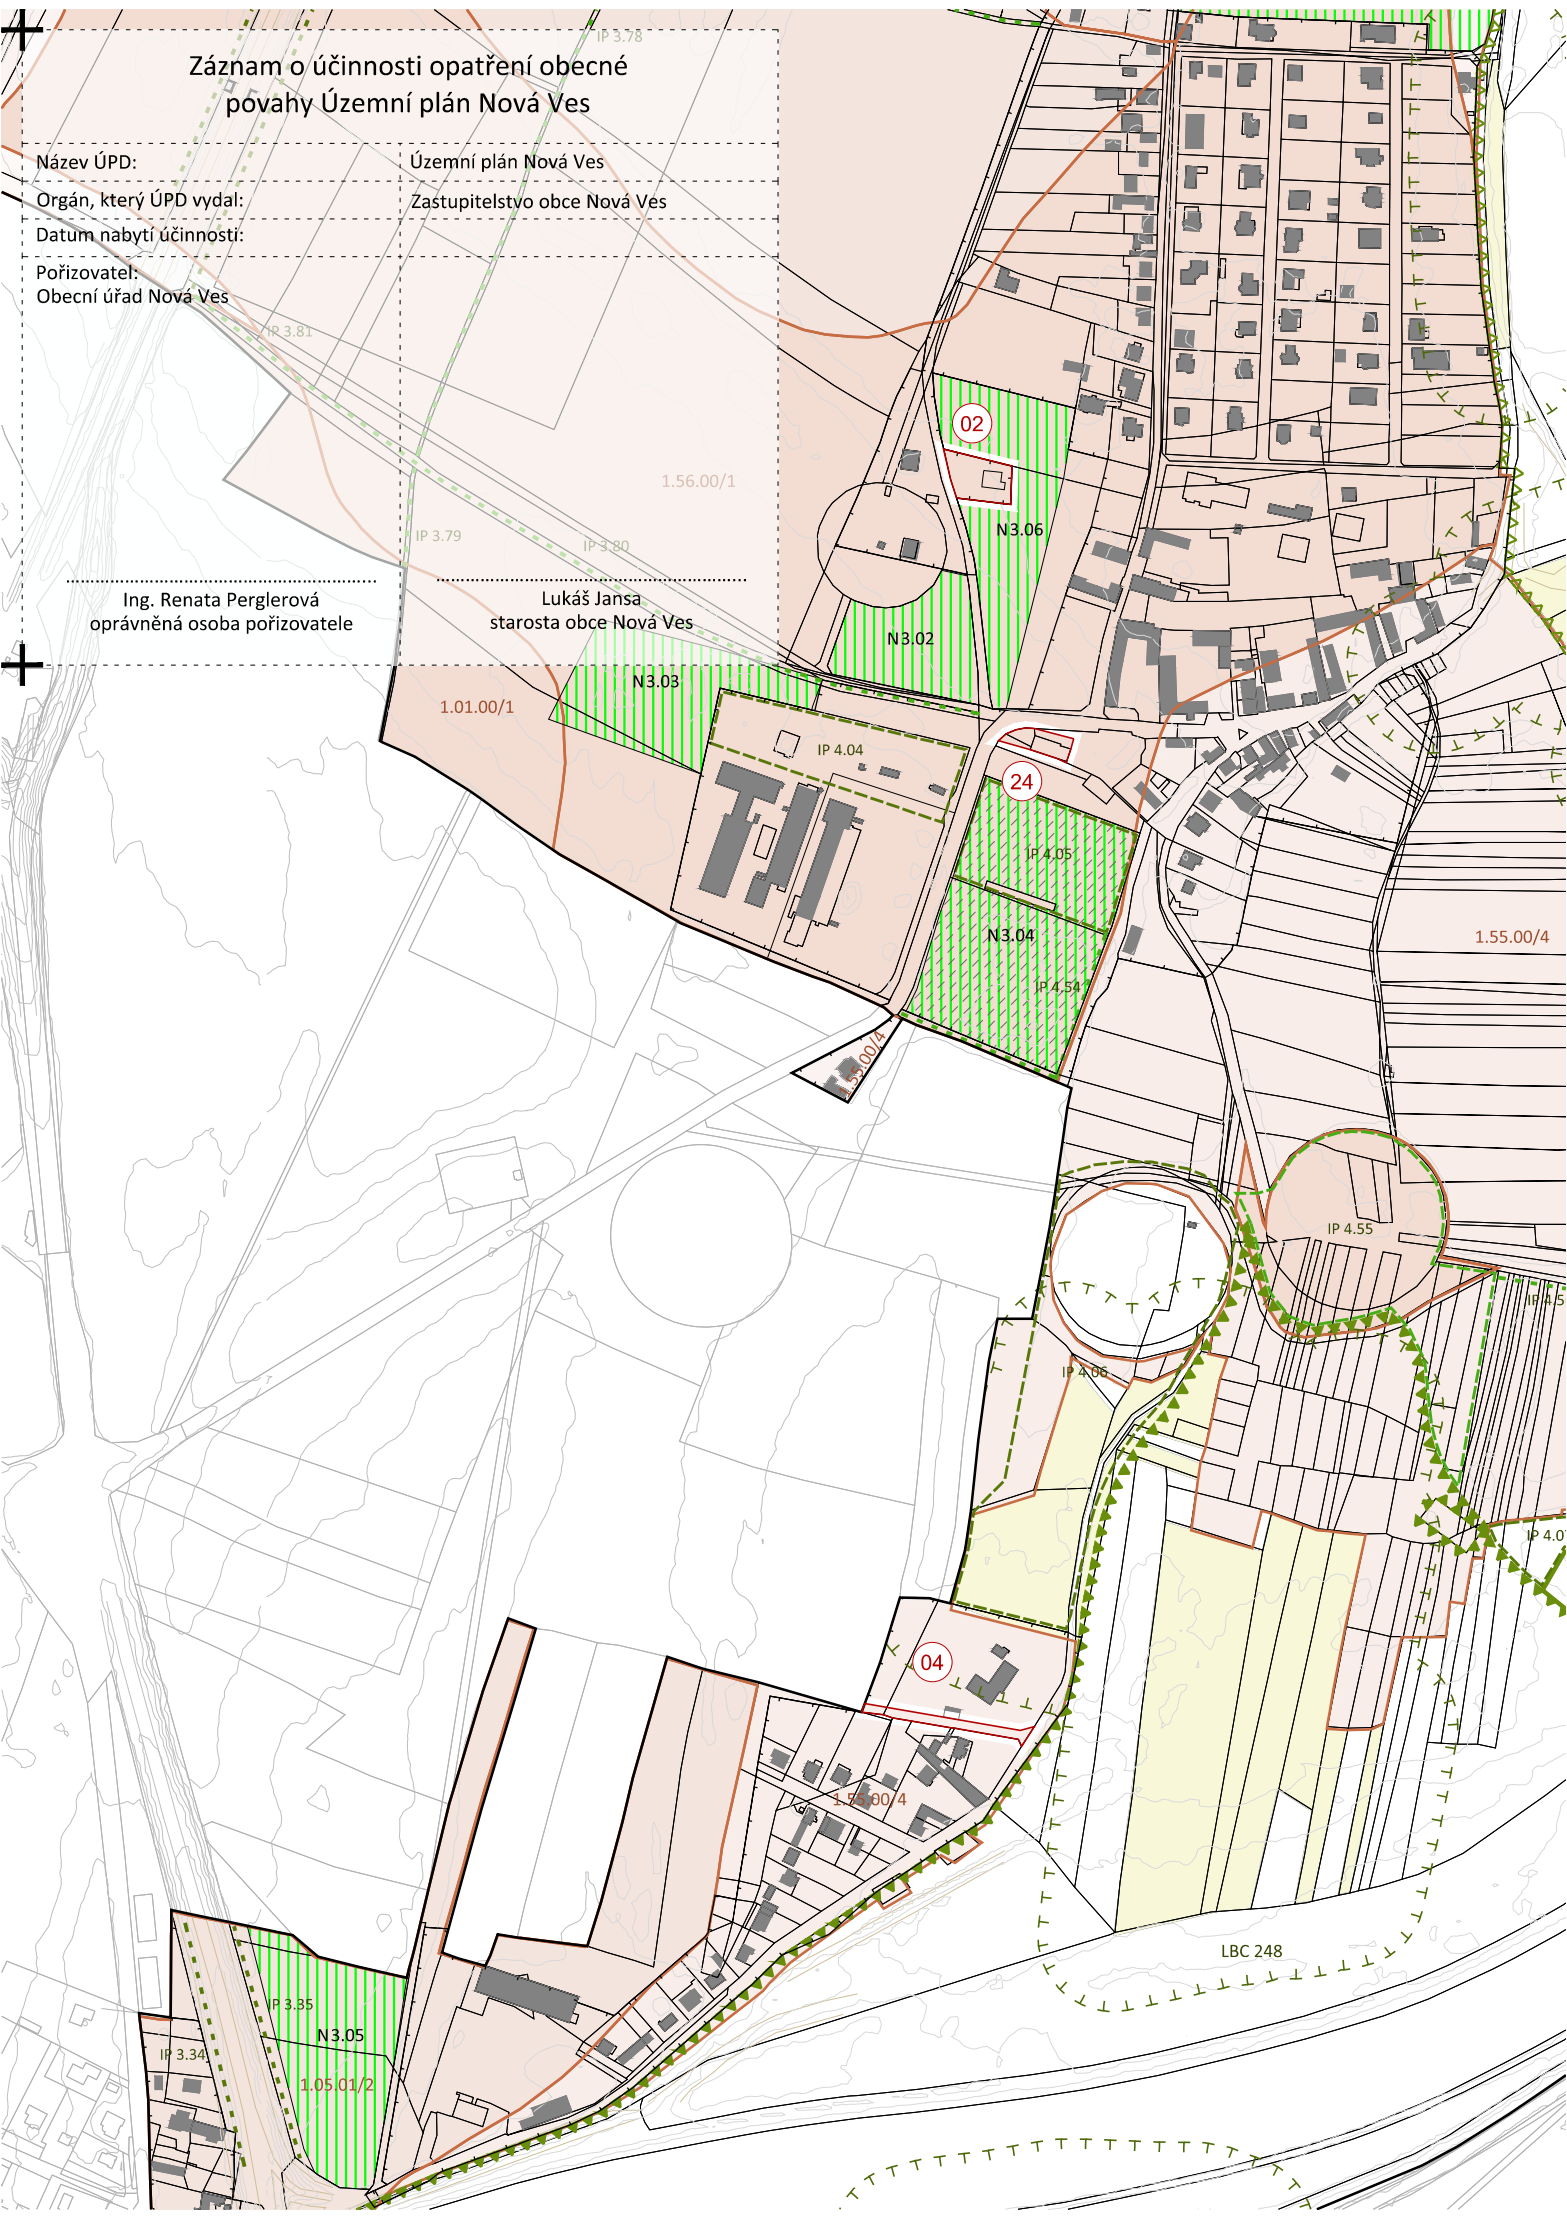 IP 3.78
Záznam o účinnosti opatření obecné
povahy Územní plán Nová Ves
Název ÚPD:
Územní plán Nová Ves
Orgán, který ÚPD vydal:
Zastupitelstvo obce Nová Ves
Datum nabytí účinnosti:
Pořizovatel:
Obecní úřad Nová Ves
IP 3.81
02
1.56.00/1
IP 3.79
IP 3.80
N3.06
Ing. Renata Perglerová
oprávněná osoba pořizovatele
Lukáš Jansa
starosta obce Nová Ves
N3.02
N3.03
1.01.00/1
IP 4.04
24
IP 4.05
N3.04
1.55.00/4
IP 4.54
1.55.00/4
IP 4.55
IP 4.06
04
1.55.00/4
LBC 248
IP 3.35
N3.05
IP 3.34
1.05.01/2